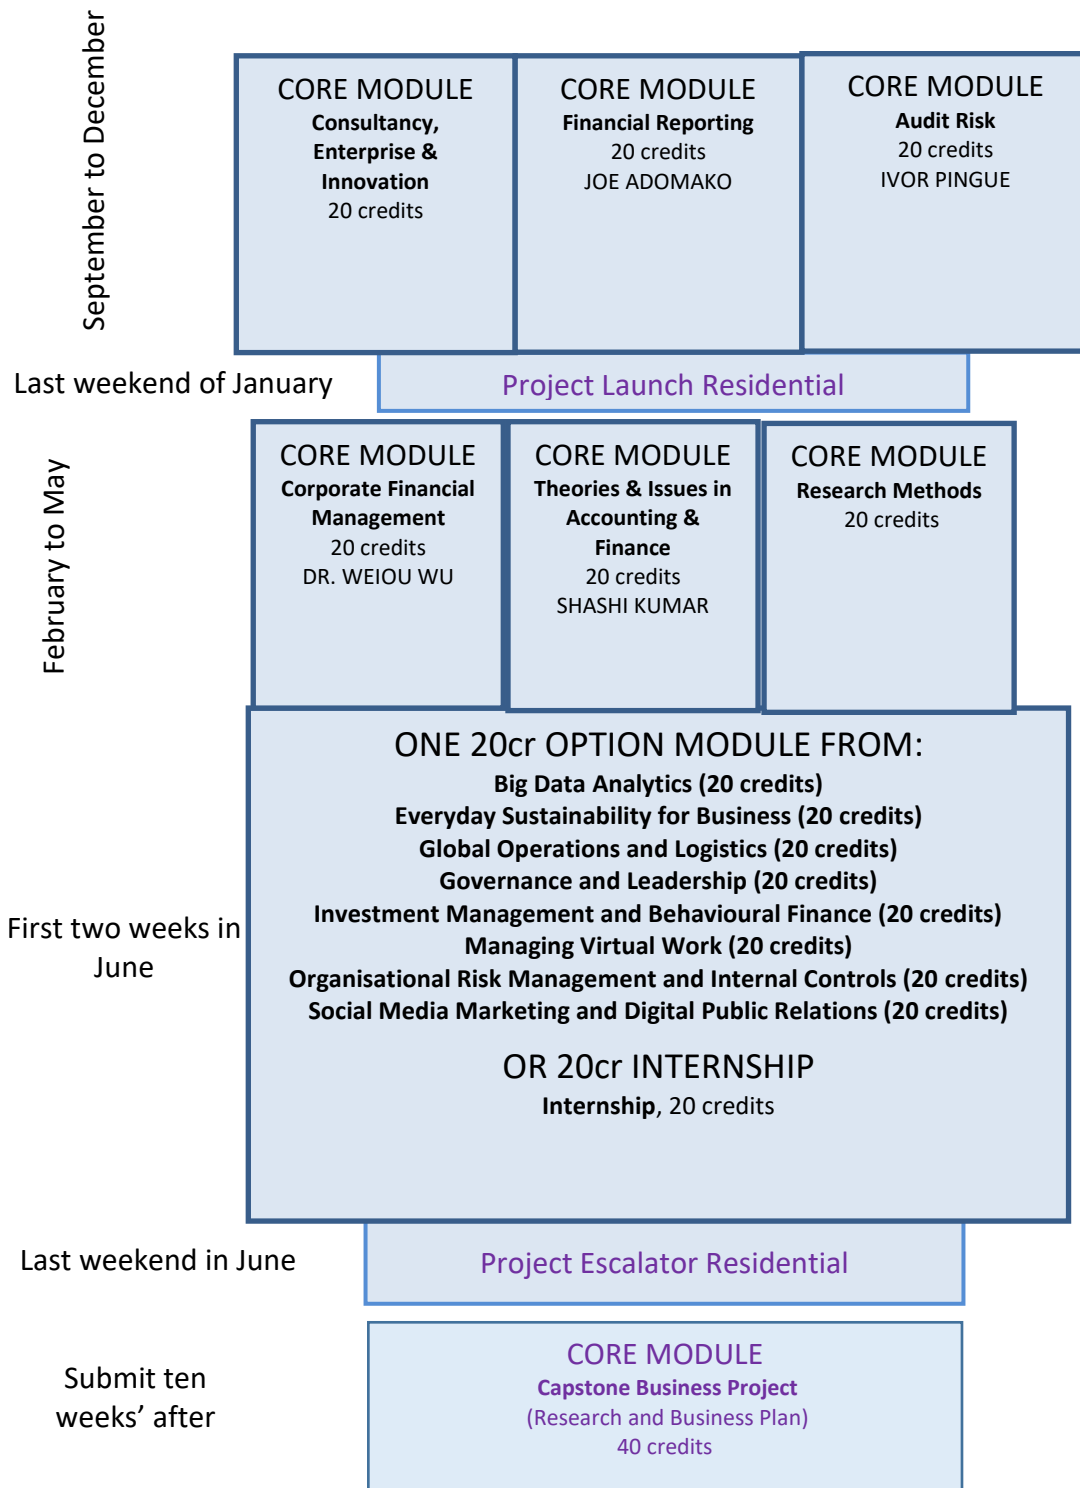 September to December
CORE MODULE
Consultancy,
Enterprise &
Innovation
20 credits
CORE MODULE
Financial Reporting
20 credits
JOE ADOMAKO
CORE MODULE
Audit Risk
20 credits
IVOR PINGUE
Last weekend of January
Project Launch Residential
February to May
CORE MODULE
Corporate Financial
Management
20 credits
DR. WEIOU WU
CORE MODULE
Theories & Issues in
Accounting &
Finance
20 credits
SHASHI KUMAR
CORE MODULE
Research Methods
20 credits
First two weeks in
June
ONE 20cr OPTION MODULE FROM:
Big Data Analytics (20 credits)
Everyday Sustainability for Business (20 credits)
Global Operations and Logistics (20 credits)
Governance and Leadership (20 credits)
Investment Management and Behavioural Finance (20 credits)
Managing Virtual Work (20 credits)
Organisational Risk Management and Internal Controls (20 credits)
Social Media Marketing and Digital Public Relations (20 credits)
OR 20cr INTERNSHIP
Internship, 20 credits
Last weekend in June
Project Escalator Residential
Submit ten
weeks’ after
CORE MODULE
Capstone Business Project
(Research and Business Plan)
40 credits